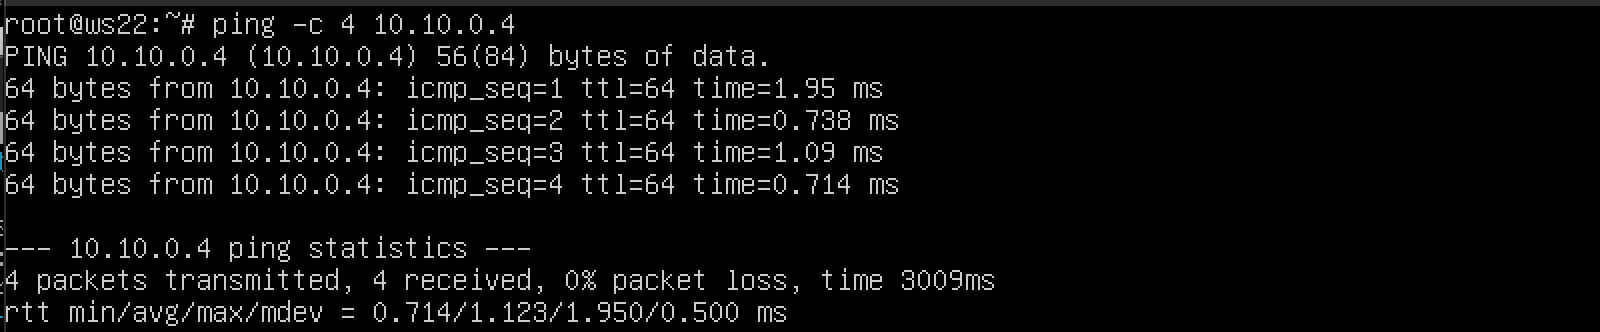 root@ws22:~# ping -c 4 10.10.0.4
PING 10.10.0.4 (10.10.0.4) 56(84) bytes of data.
64 bytes from 10.10.0.4: icmp_seq=1 ttl=64 time=1.95 ms
64 bytes from 10.10.0.4: icmp_seq=2 ttl=64 time=0.738 ms
64 bytes from 10.10.0.4: icmp_seq=3 ttl=64 time=1.09 ms
64 bytes from 10.10.0.4: icmp_seq=4 ttl=64 time=0.714 ms
--- 10.10.0.4 ping statistics ---
4 packets transmitted, 4 received, 0% packet loss, time 3009ms
rtt min/avg/max/mdev = 0.714/1.123/1.950/0.500 ms